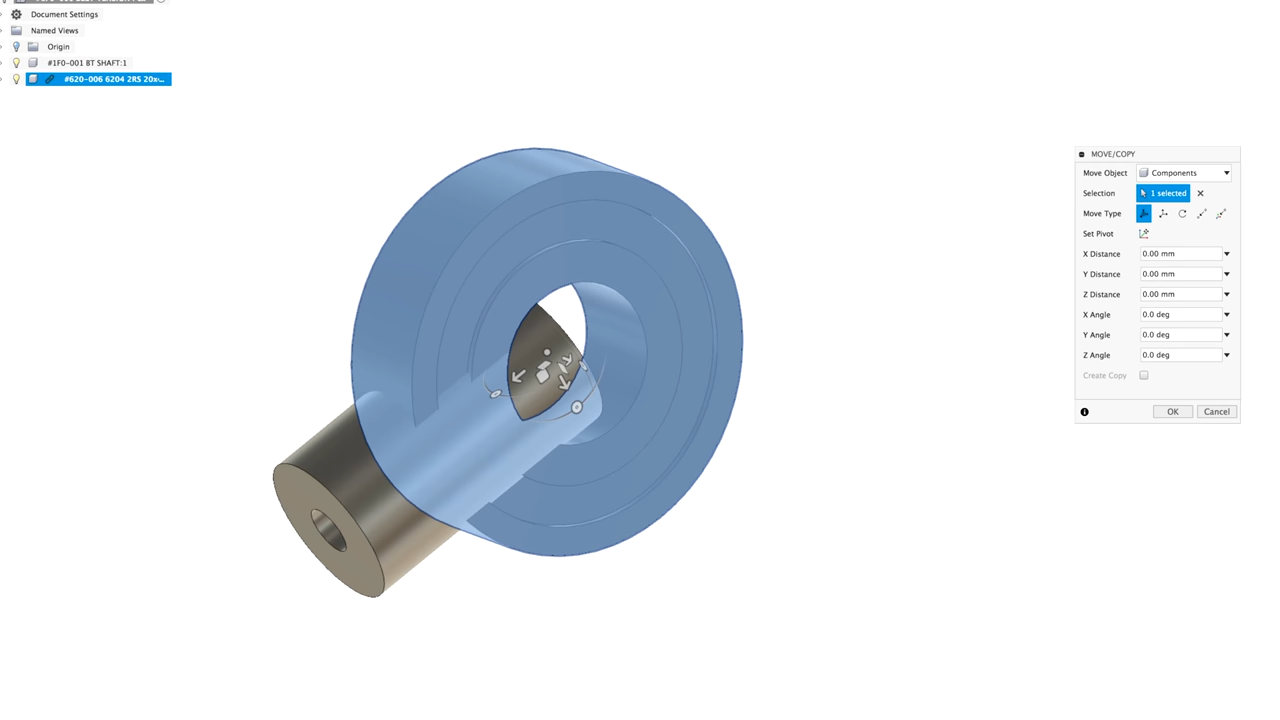 Document Settings
Named Views
Origin
#1F0-001 BT SHAFT:1
#620-006 6204 2RS 20x-...
MOVE/COPY
Move Object Components
Selection 1 selected
Move Type
Set Pivot
X Distance 0.00 mm
Y Distance 0.00 mm
Z Distance 0.00 mm
X Angle 0.0 deg
Y Angle 0.0 deg
Z Angle 0.0 deg
Create Copy
OK Cancel